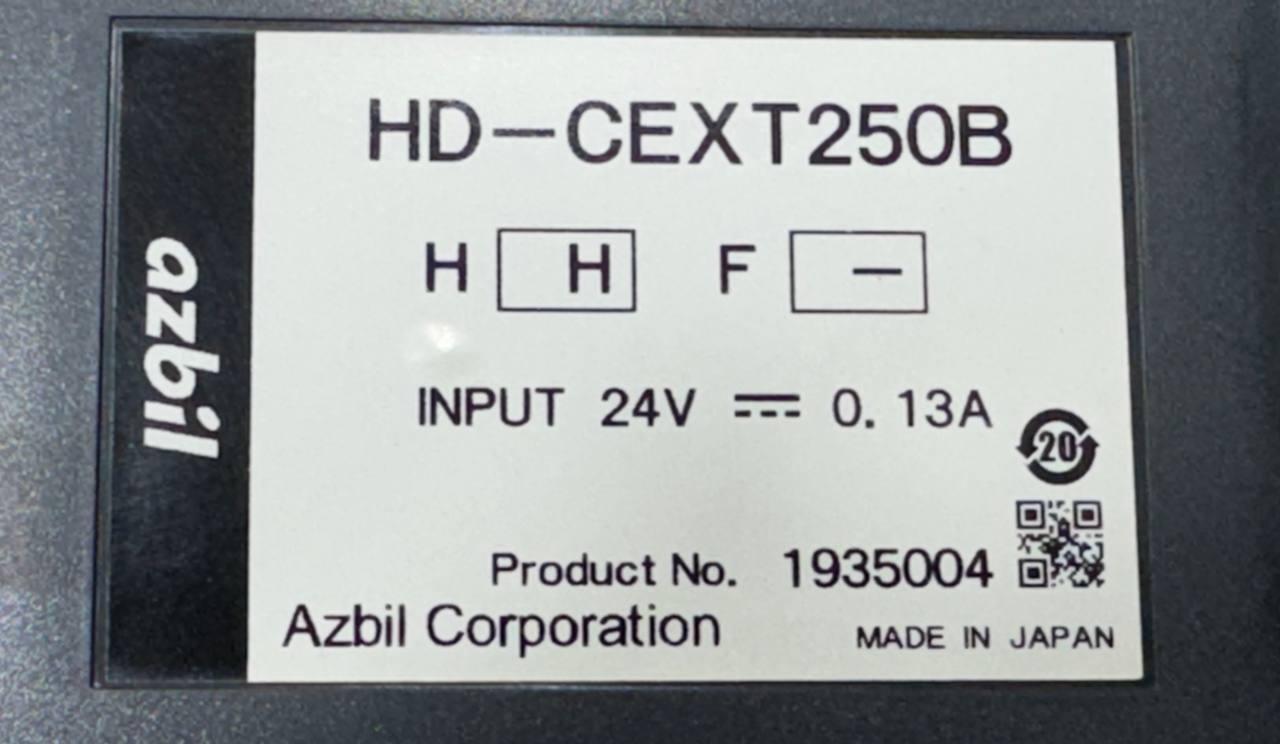 azbil
HD-CEXT250B
H H F -
INPUT 24V ⎓ 0.13A
20
Product No. 1935004
Azbil Corporation MADE IN JAPAN